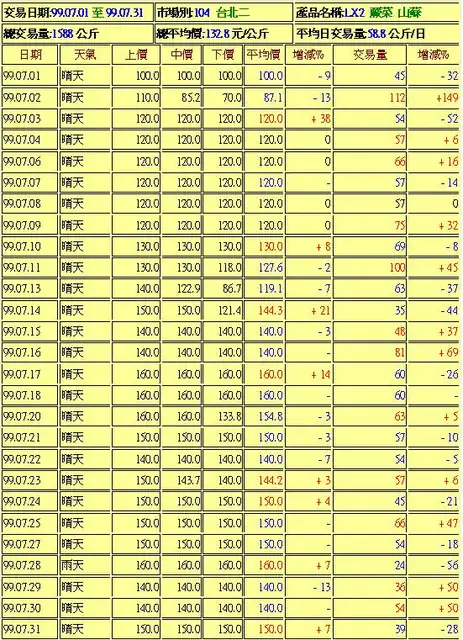 交易日期:99.07.01 至 99.07.31 市場別:104 台北二 產品名稱:LX2 蕨菜 山蘇
總交易量:1588 公斤 總平均價:132.8 元/公斤 平均日交易量:58.8 公斤/日
日期 天氣 上價 中價 下價 平均價 增減% 交易量 增減%
99.07.01 晴天 100.0 100.0 100.0 100.0 - 9 45 - 32
99.07.02 晴天 110.0 85.2 70.0 87.1 - 13 112 +149
99.07.03 晴天 120.0 120.0 120.0 120.0 + 38 54 - 52
99.07.04 晴天 120.0 120.0 120.0 120.0 0 57 + 6
99.07.06 晴天 120.0 120.0 120.0 120.0 0 66 + 16
99.07.07 晴天 120.0 120.0 120.0 120.0 - 57 - 14
99.07.08 晴天 120.0 120.0 120.0 120.0 0 57 0
99.07.09 晴天 120.0 120.0 120.0 120.0 0 75 + 32
99.07.10 晴天 130.0 130.0 130.0 130.0 + 8 69 - 8
99.07.11 晴天 130.0 130.0 118.0 127.6 - 2 100 + 45
99.07.13 晴天 140.0 122.9 86.7 119.1 - 7 63 - 37
99.07.14 晴天 150.0 150.0 121.4 144.3 + 21 35 - 44
99.07.15 晴天 140.0 140.0 140.0 140.0 - 3 48 + 37
99.07.16 晴天 140.0 140.0 140.0 140.0 - 81 + 69
99.07.17 晴天 160.0 160.0 160.0 160.0 + 14 60 - 26
99.07.18 晴天 160.0 160.0 160.0 160.0 - 60 -
99.07.20 晴天 160.0 160.0 133.8 154.8 - 3 63 + 5
99.07.21 晴天 150.0 150.0 150.0 150.0 - 3 57 - 10
99.07.22 晴天 140.0 140.0 140.0 140.0 - 7 54 - 5
99.07.23 晴天 150.0 143.7 140.0 144.2 + 3 57 + 6
99.07.24 晴天 150.0 150.0 150.0 150.0 + 4 45 - 21
99.07.25 晴天 150.0 150.0 150.0 150.0 - 66 + 47
99.07.27 晴天 150.0 150.0 150.0 150.0 - 54 - 18
99.07.28 雨天 160.0 160.0 160.0 160.0 + 7 24 - 56
99.07.29 晴天 140.0 140.0 140.0 140.0 - 13 36 + 50
99.07.30 晴天 140.0 140.0 140.0 140.0 - 54 + 50
99.07.31 晴天 150.0 150.0 150.0 150.0 + 7 39 - 28